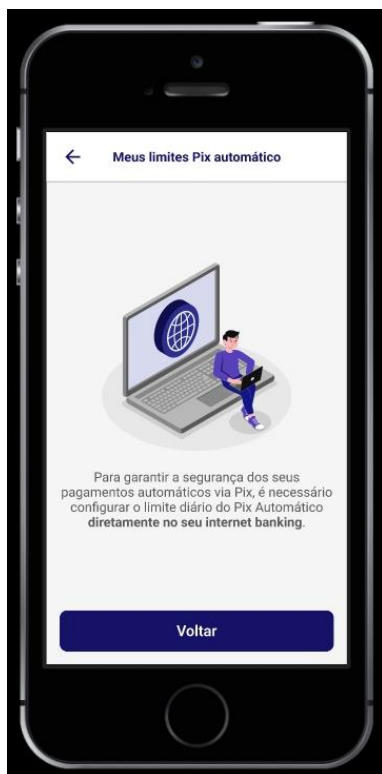 Meus limites Pix automático
Para garantir a segurança dos seus
pagamentos automáticos via Pix, é necessário
configurar o limite diário do Pix Automático
diretamente no seu internet banking.
Voltar